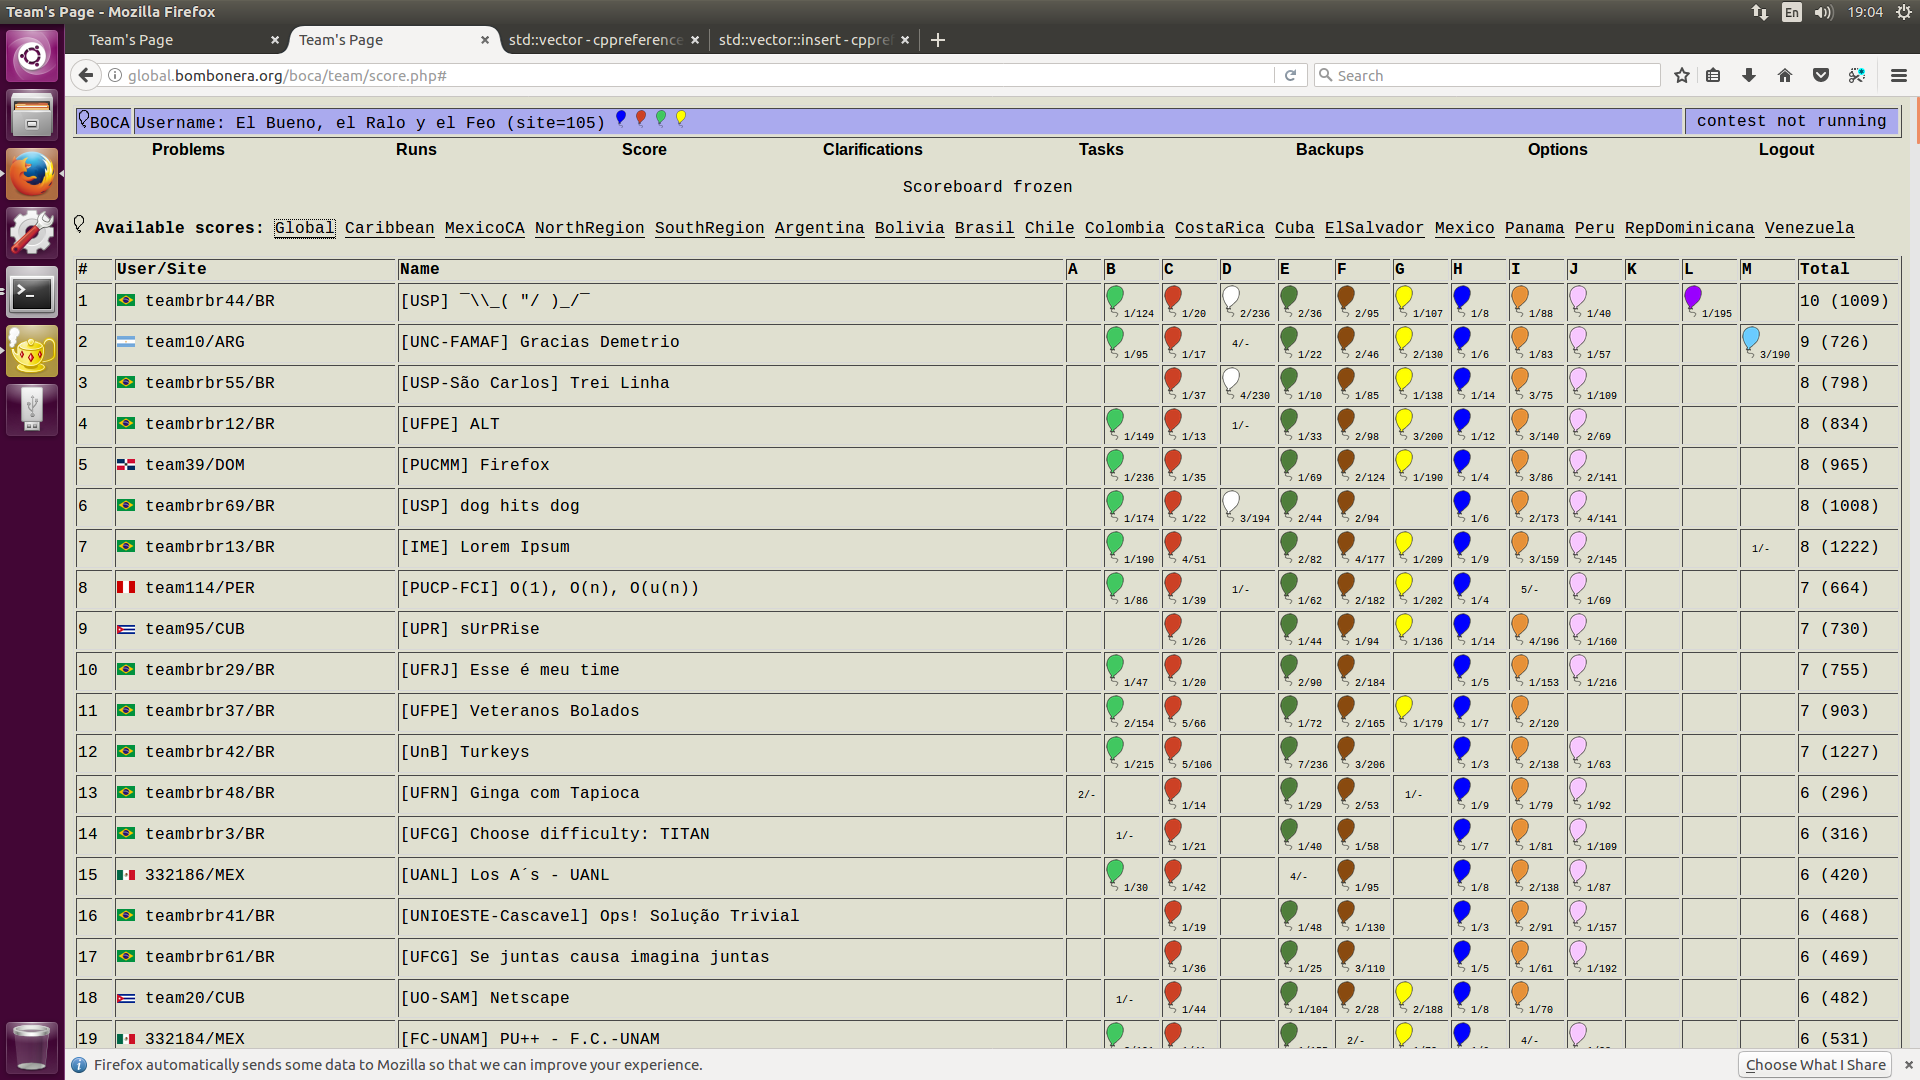 Team's Page - Mozilla Firefox
En
19:04
Team's Page
Team's Page
std::vector - cppreference
std::vector::insert - cppref
global.bombonera.org/boca/team/score.php#
Search
BOCA Username: El Bueno, el Ralo y el Feo (site=105) contest not running
Problems Runs Score Clarifications Tasks Backups Options Logout
Scoreboard frozen
Available scores: Global Caribbean MexicoCA NorthRegion SouthRegion Argentina Bolivia Brasil Chile Colombia CostaRica Cuba ElSalvador Mexico Panama Peru RepDominicana Venezuela
# User/Site Name A B C D E F G H I J K L M Total
1 teambrbr44/BR [USP] ¯\\_( "/ )_/¯ 1/124 1/20 2/236 2/36 2/95 1/107 1/8 1/88 1/40 1/195 10 (1009)
2 team10/ARG [UNC-FAMAF] Gracias Demetrio 1/95 1/17 4/- 1/22 2/46 2/130 1/6 1/83 1/57 3/190 9 (726)
3 teambrbr55/BR [USP-São Carlos] Trei Linha 1/37 4/230 1/10 1/85 1/138 1/14 3/75 1/109 8 (798)
4 teambrbr12/BR [UFPE] ALT 1/149 1/13 1/- 1/33 2/98 3/200 1/12 3/140 2/69 8 (834)
5 team39/DOM [PUCMM] Firefox 1/236 1/35 1/69 2/124 1/190 1/4 3/86 2/141 8 (965)
6 teambrbr69/BR [USP] dog hits dog 1/174 1/22 3/194 2/44 2/94 1/6 2/173 4/141 8 (1008)
7 teambrbr13/BR [IME] Lorem Ipsum 1/190 4/51 2/82 4/177 1/209 1/9 3/159 2/145 1/- 8 (1222)
8 team114/PER [PUCP-FCI] O(1), O(n), O(u(n)) 1/86 1/39 1/- 1/62 2/182 1/202 1/4 5/- 1/69 7 (664)
9 team95/CUB [UPR] sUrPRise 1/26 1/44 1/94 1/136 1/14 4/196 1/160 7 (730)
10 teambrbr29/BR [UFRJ] Esse é meu time 1/47 1/20 2/90 2/184 1/5 1/153 1/216 7 (755)
11 teambrbr37/BR [UFPE] Veteranos Bolados 2/154 5/66 1/72 2/165 1/179 1/7 2/120 7 (903)
12 teambrbr42/BR [UnB] Turkeys 1/215 5/106 7/236 3/206 1/3 2/138 1/63 7 (1227)
13 teambrbr48/BR [UFRN] Ginga com Tapioca 2/- 1/14 1/29 2/53 1/- 1/9 1/79 1/92 6 (296)
14 teambrbr3/BR [UFCG] Choose difficulty: TITAN 1/- 1/21 1/40 1/58 1/7 1/81 1/109 6 (316)
15 332186/MEX [UANL] Los A´s - UANL 1/30 1/42 4/- 1/95 1/8 2/138 1/87 6 (420)
16 teambrbr41/BR [UNIOESTE-Cascavel] Ops! Solução Trivial 1/19 1/48 1/130 1/3 2/91 1/157 6 (468)
17 teambrbr61/BR [UFCG] Se juntas causa imagina juntas 1/36 1/25 3/110 1/5 1/61 1/192 6 (469)
18 team20/CUB [UO-SAM] Netscape 1/- 1/44 1/104 2/28 2/188 1/8 1/70 6 (482)
19 332184/MEX [FC-UNAM] PU++ - F.C.-UNAM 2/- 4/- 6 (531)
Firefox automatically sends some data to Mozilla so that we can improve your experience.
Choose What I Share